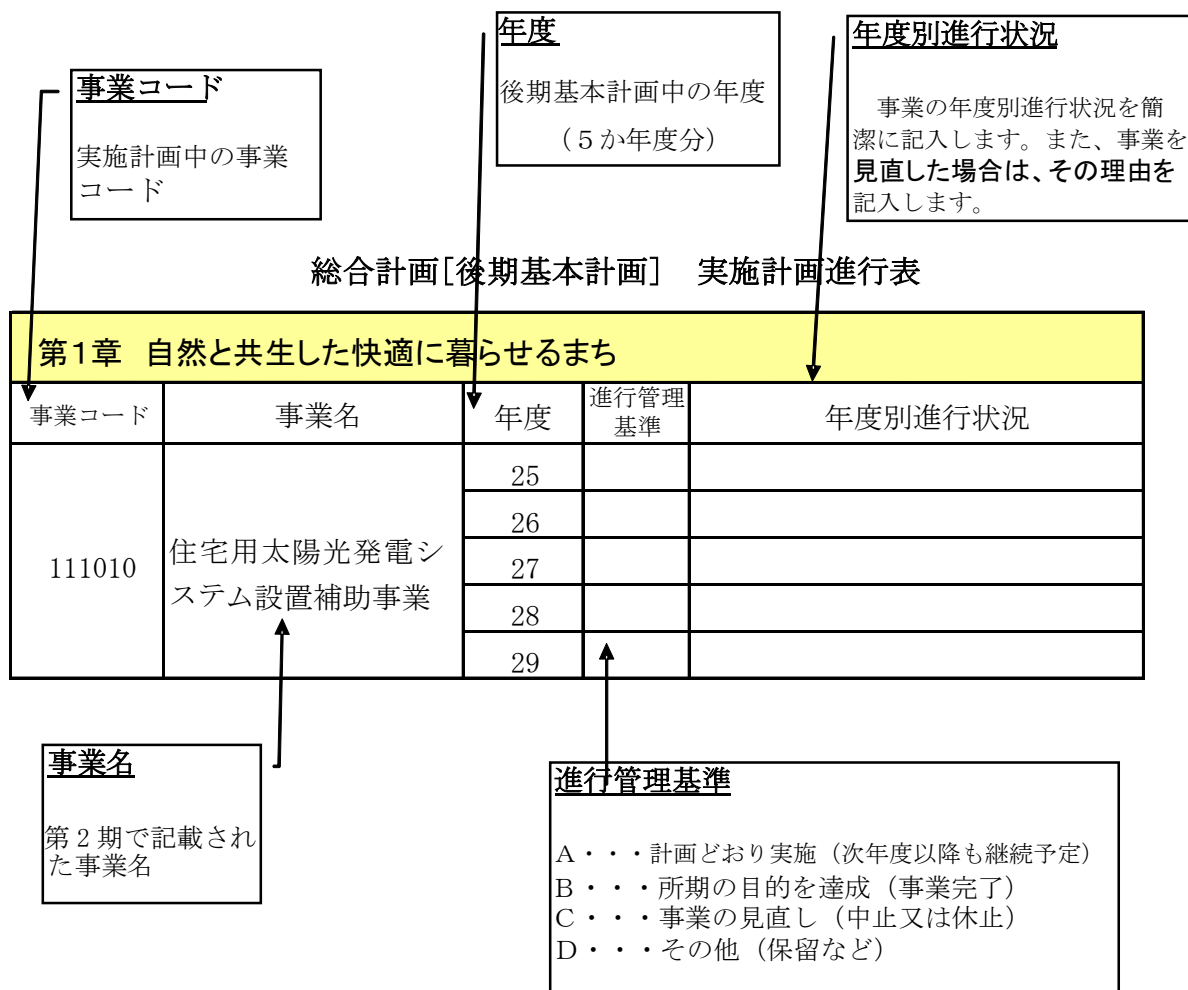 年度
後期基本計画中の年度
（５か年度分）
年度別進行状況
事業の年度別進行状況を簡
潔に記入します。また、事業を
見直した場合は、その理由を
記入します。
事業コード
実施計画中の事業
コード
総合計画[後期基本計画]　実施計画進行表
第1章　自然と共生した快適に暮らせるまち
事業コード
事業名
年度
進行管理
基準
年度別進行状況
111010
住宅用太陽光発電シ
ステム設置補助事業
25
26
27
28
29
事業名
第２期で記載され
た事業名
進行管理基準
Ａ・・・計画どおり実施（次年度以降も継続予定）
Ｂ・・・所期の目的を達成（事業完了）
Ｃ・・・事業の見直し（中止又は休止）
Ｄ・・・その他（保留など）